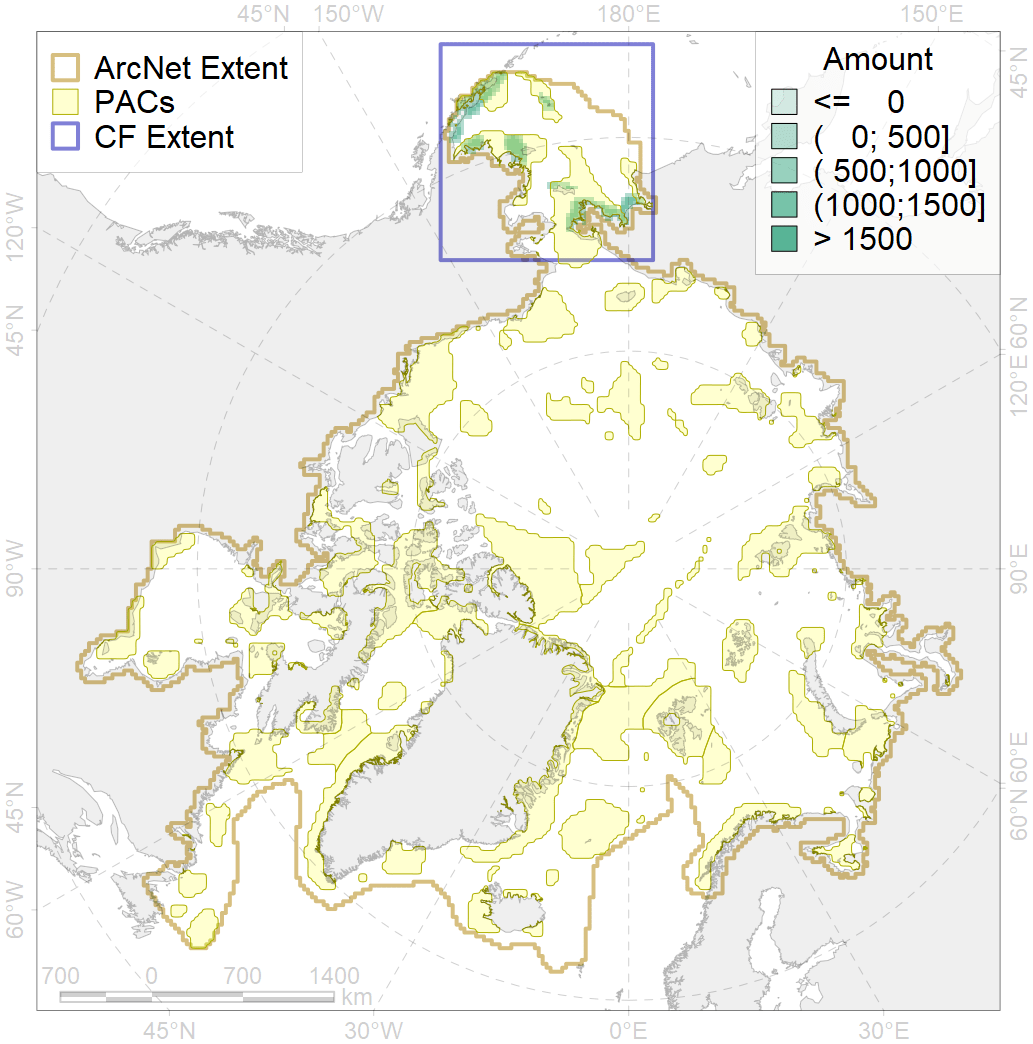 45°N 150°W 180°E 150°E
ArcNet Extent
PACs
CF Extent
Amount
<= 0
( 0; 500]
( 500;1000]
(1000;1500]
> 1500
45°N
120°W
60°N
45°N
120°E
90°W
90°E
60°E
45°N
60°N
60°W
700 0 700 1400
km
45°W 30°W 0°E 30°E